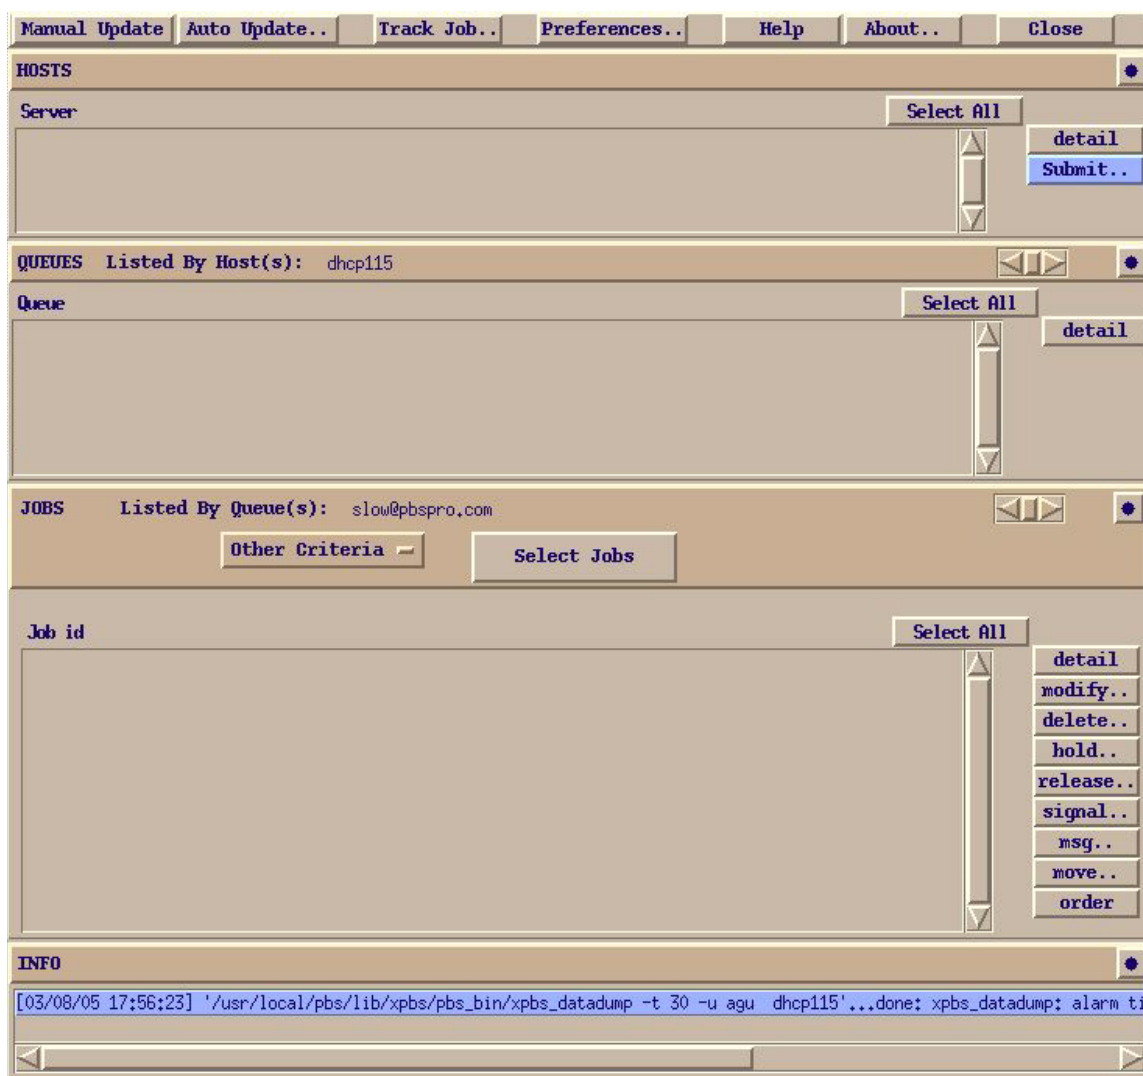 Manual Update Auto Update.. Track Job.. Preferences.. Help About.. Close
HOSTS
Server Select All
detail
Submit..
QUEUES Listed By Host(s): dhcp115
Queue Select All
detail
JOBS Listed By Queue(s): slow@pbspro.com
Other Criteria Select Jobs
Job id Select All
detail
modify..
delete..
hold..
release..
signal..
msg..
move..
order
INFO
[03/08/05 17:56:23] '/usr/local/pbs/lib/xpbs/pbs_bin/xpbs_datadump -t 30 -u agu dhcp115'...done: xpbs_datadump: alarm ti